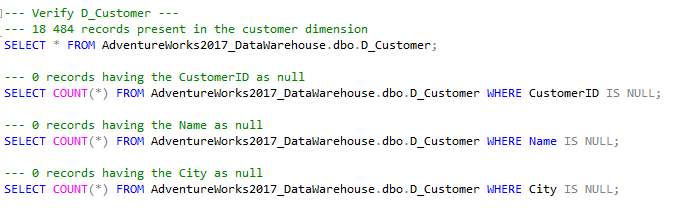 --- Verify D_Customer ---
--- 18 484 records present in the customer dimension
SELECT * FROM AdventureWorks2017_DataWarehouse.dbo.D_Customer;
--- 0 records having the CustomerID as null
SELECT COUNT(*) FROM AdventureWorks2017_DataWarehouse.dbo.D_Customer WHERE CustomerID IS NULL;
--- 0 records having the Name as null
SELECT COUNT(*) FROM AdventureWorks2017_DataWarehouse.dbo.D_Customer WHERE Name IS NULL;
--- 0 records having the City as null
SELECT COUNT(*) FROM AdventureWorks2017_DataWarehouse.dbo.D_Customer WHERE City IS NULL;